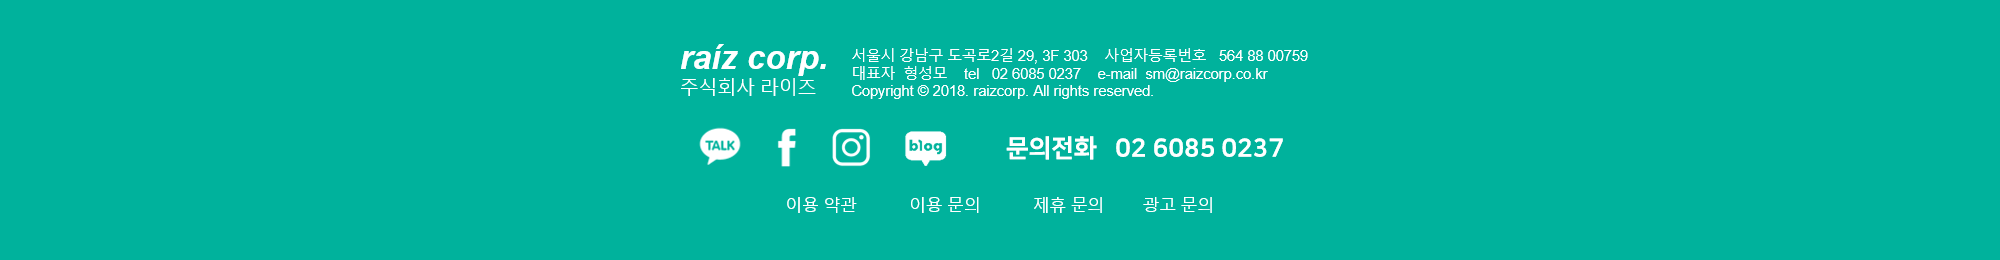 raíz corp.
주식회사 라이즈
서울시 강남구 도곡로2길 29, 3F 303 사업자등록번호 564 88 00759
대표자 형성모 tel 02 6085 0237 e-mail sm@raizcorp.co.kr
Copyright © 2018. raizcorp. All rights reserved.
TALK
f
blog
문의전화 02 6085 0237
이용 약관 이용 문의 제휴 문의 광고 문의